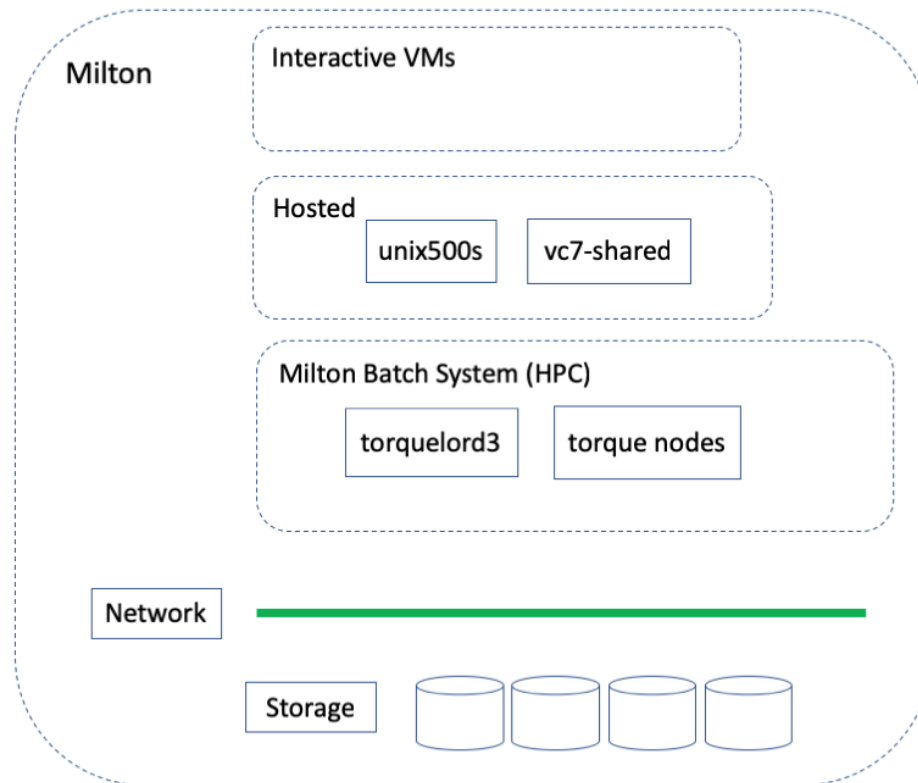 Milton
Interactive VMs
Hosted
unix500s
vc7-shared
Milton Batch System (HPC)
torquelord3
torque nodes
Network
Storage